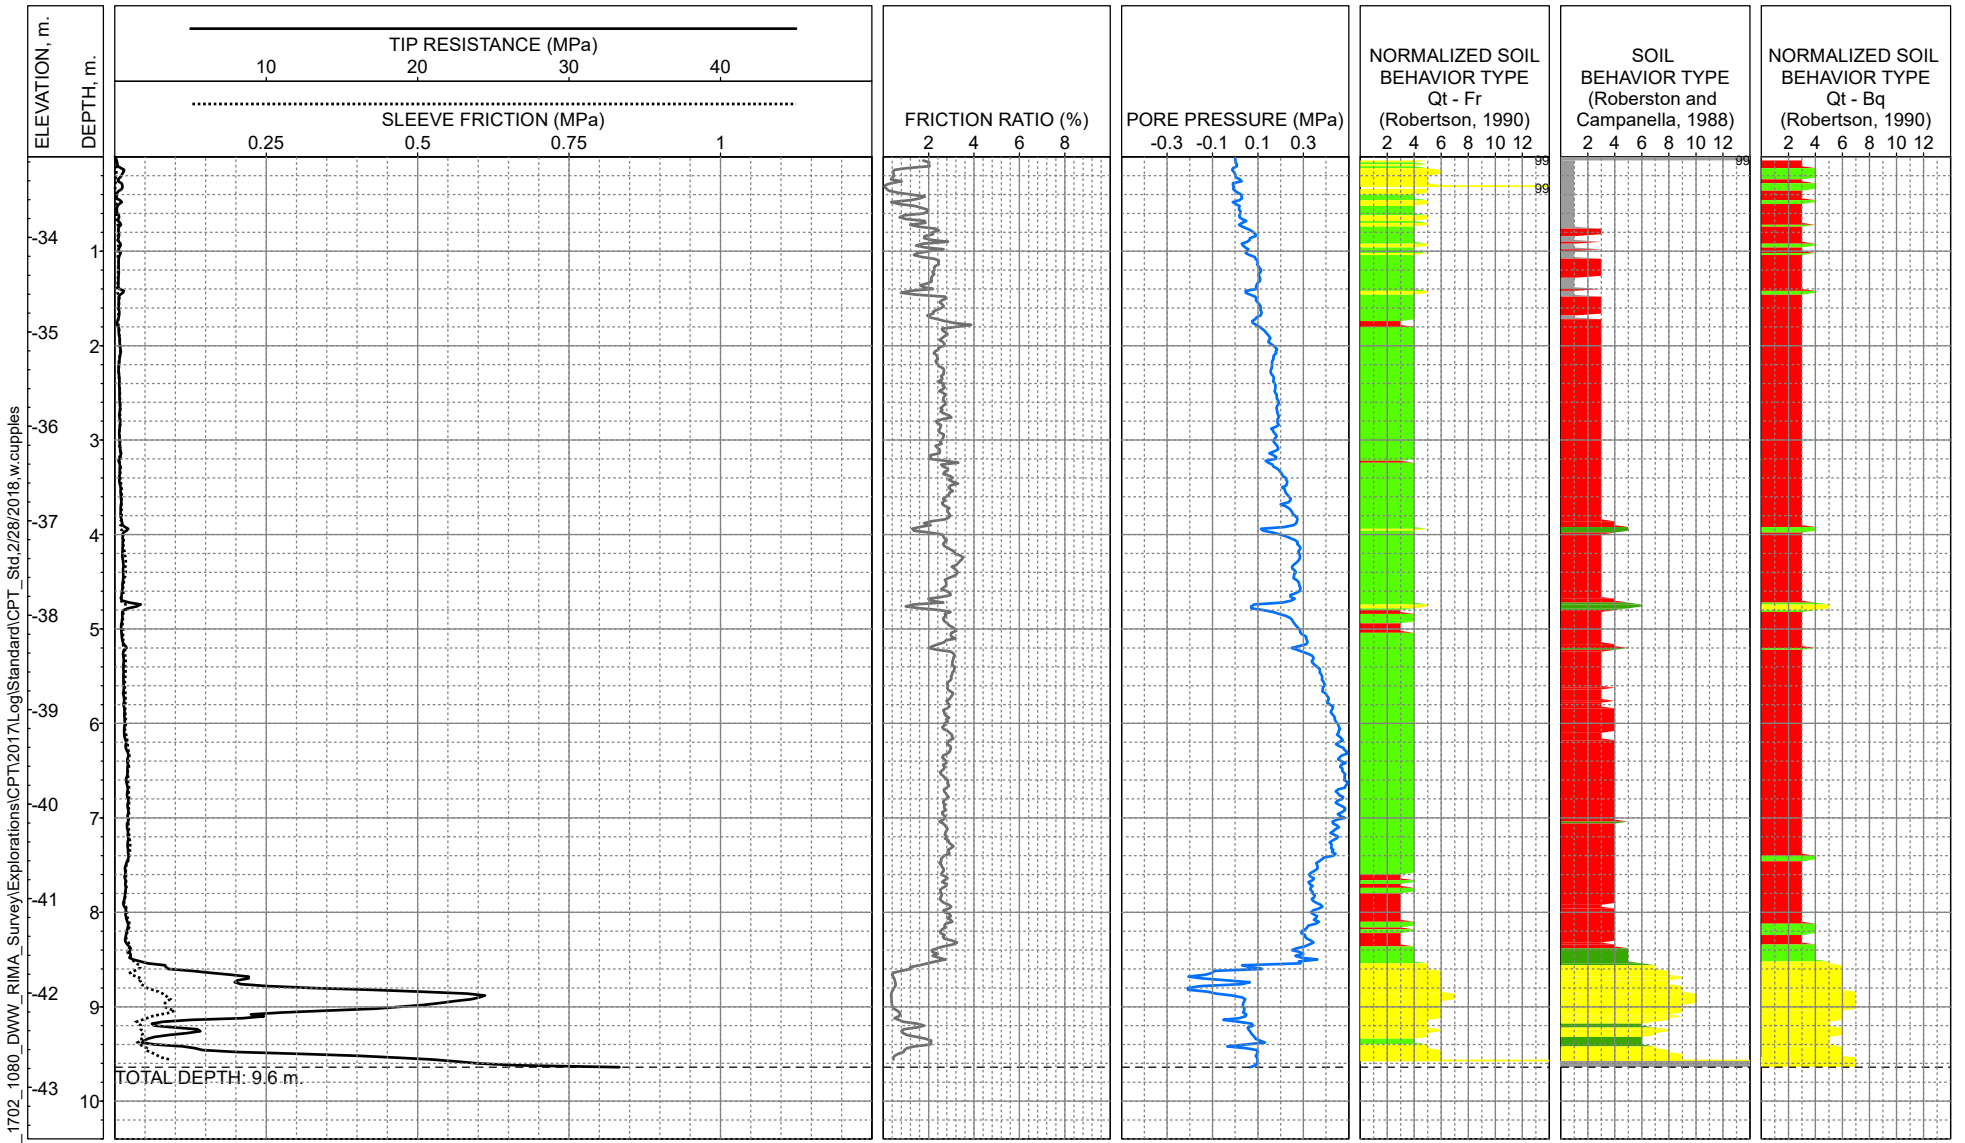 ELEVATION, m.
DEPTH, m.
TIP RESISTANCE (MPa)
10 20 30 40
SLEEVE FRICTION (MPa)
0.25 0.5 0.75 1
FRICTION RATIO (%)
2 4 6 8
PORE PRESSURE (MPa)
-0.3 -0.1 0.1 0.3
NORMALIZED SOIL
BEHAVIOR TYPE
Qt - Fr
(Robertson, 1990)
2 4 6 8 10 12
SOIL
BEHAVIOR TYPE
(Roberston and
Campanella, 1988)
2 4 6 8 10 12
NORMALIZED SOIL
BEHAVIOR TYPE
Qt - Bq
(Robertson, 1990)
2 4 6 8 10 12
99
99
99
-34
1
-35
2
-36
3
-37
4
-38
5
-39
6
-40
7
-41
8
-42
9
-43
10
TOTAL DEPTH: 9.6 m.
_1702_1080_DWW_RIMA_Survey\Explorations\CPT\2017\Log\Standard\CPT_Std,2/28/2018,w.cupples